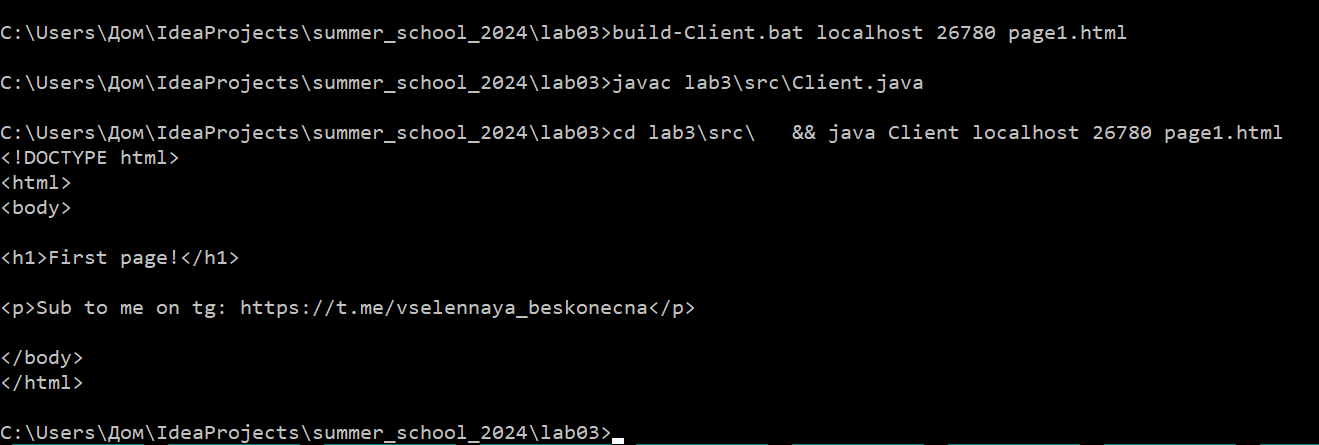 C:\Users\Дом\IdeaProjects\summer_school_2024\lab03>build-Client.bat localhost 26780 page1.html
C:\Users\Дом\IdeaProjects\summer_school_2024\lab03>javac lab3\src\Client.java
C:\Users\Дом\IdeaProjects\summer_school_2024\lab03>cd lab3\src\   && java Client localhost 26780 page1.html
<!DOCTYPE html>
<html>
<body>
<h1>First page!</h1>
<p>Sub to me on tg: https://t.me/vselennaya_beskonecna</p>
</body>
</html>
C:\Users\Дом\IdeaProjects\summer_school_2024\lab03>